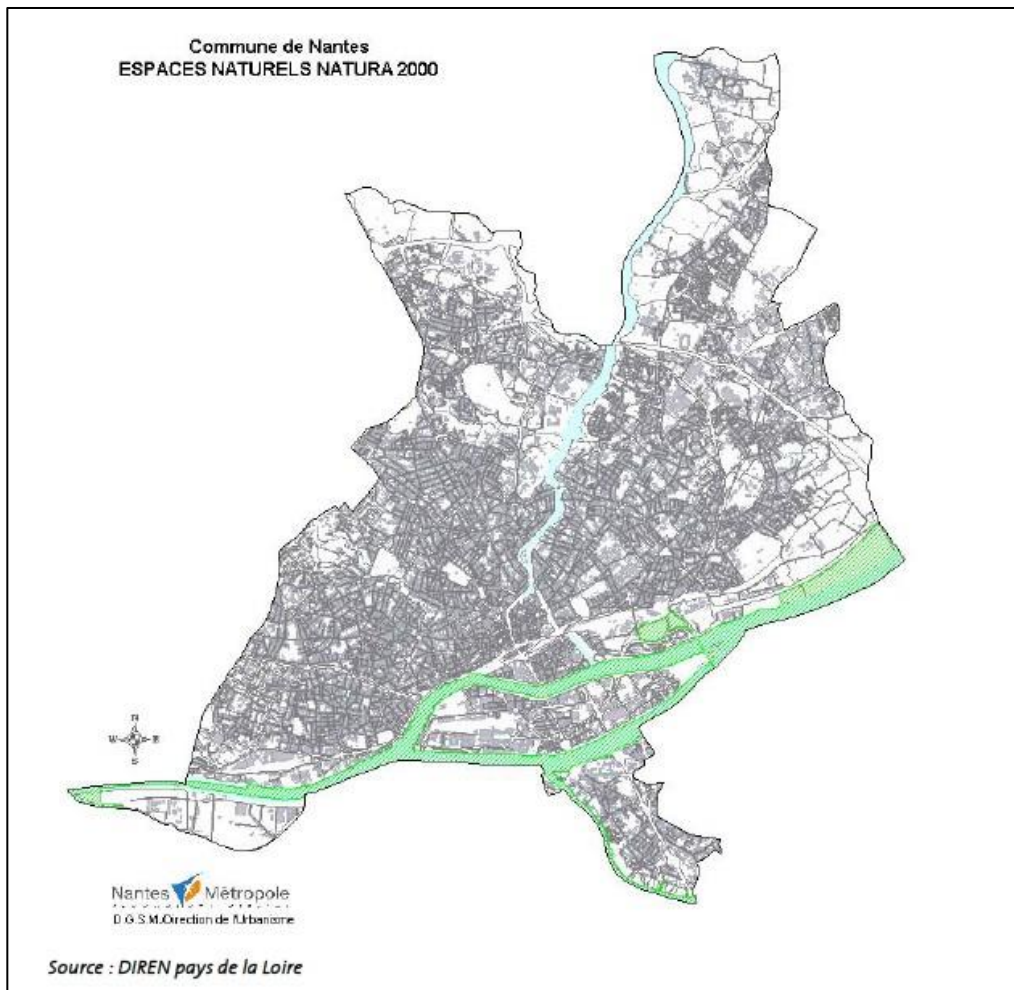 Commune de Nantes
ESPACES NATURELS NATURA 2000
N
W E
S
Nantes Métropole
D.G.S.M./Direction de l'Urbanisme
Source : DIREN pays de la Loire